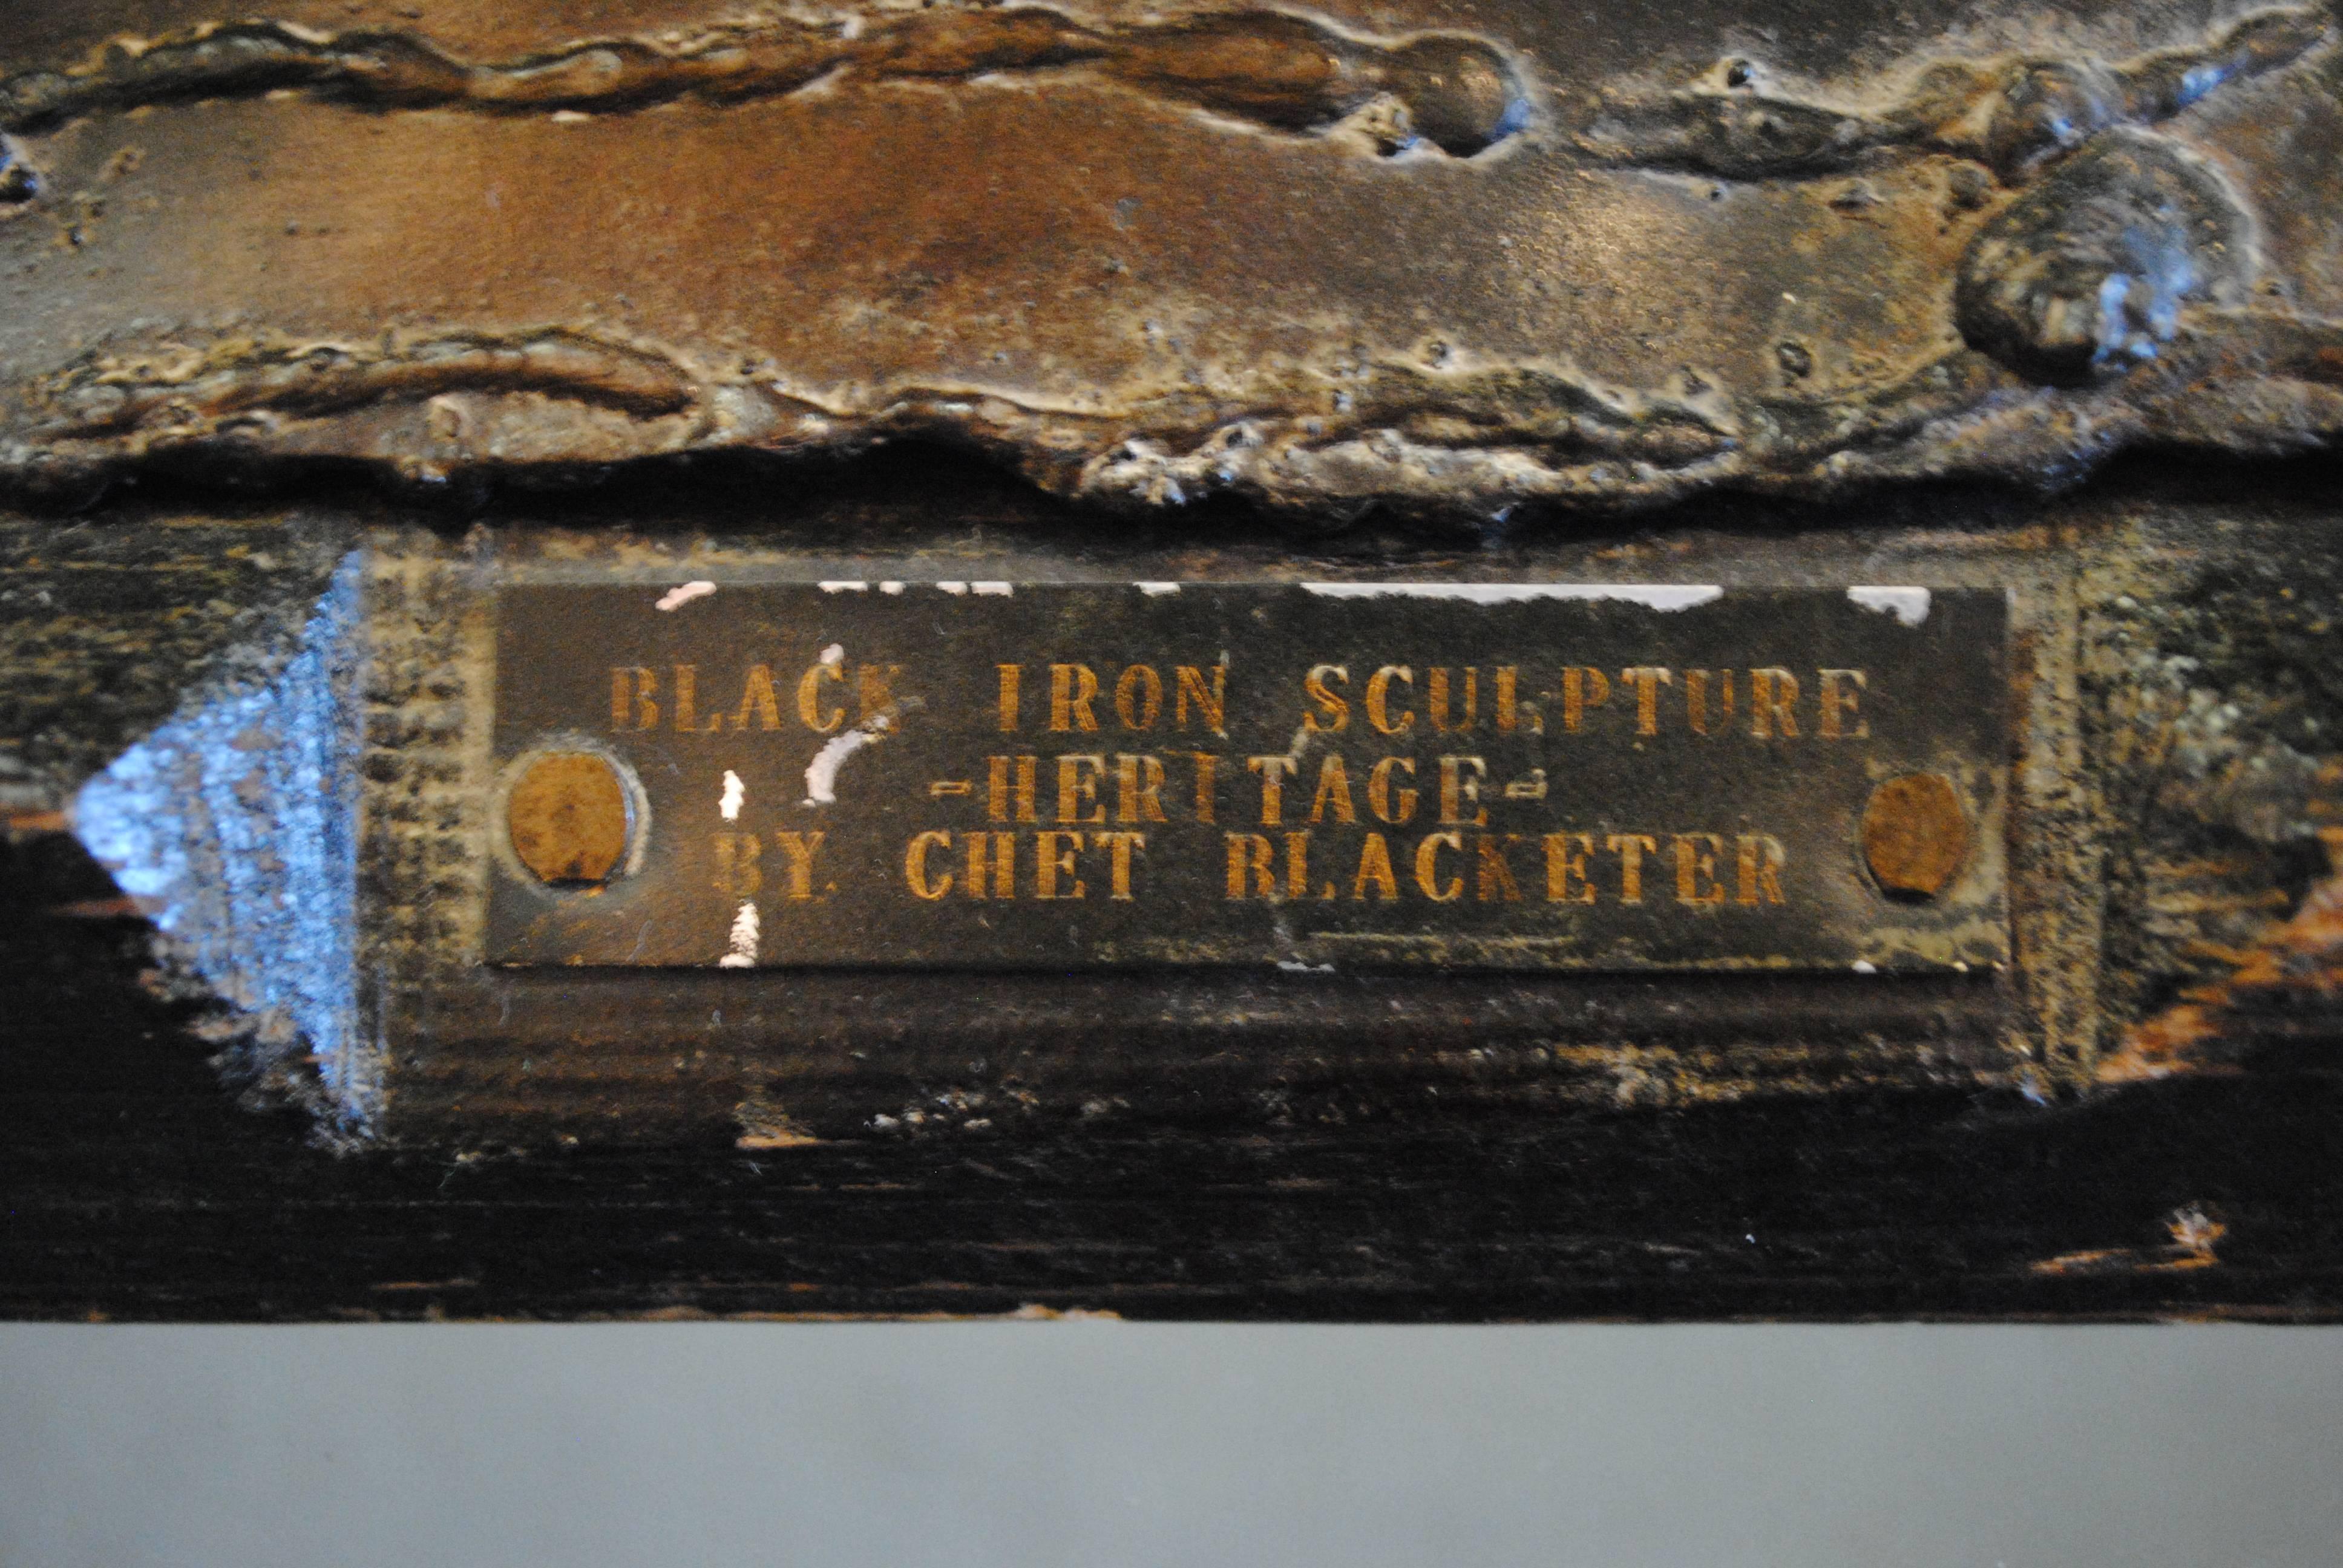 BLACK IRON SCULPTURE
-HERITAGE-
BY. CHET BLACKETER